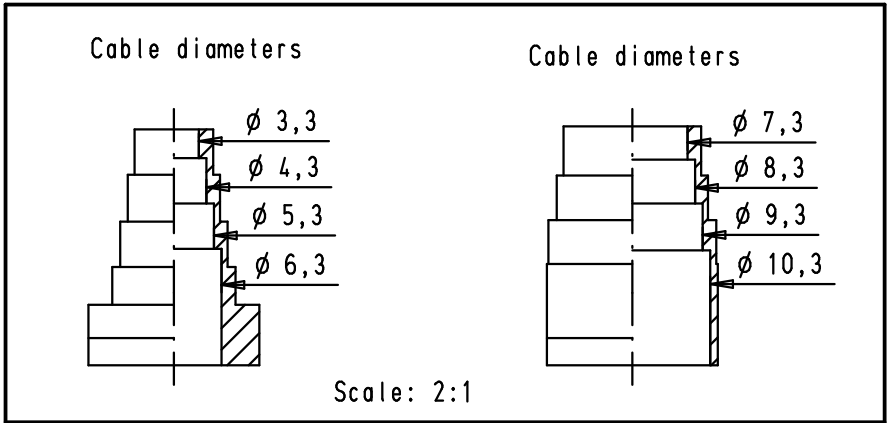 Cable diameters
ø 3,3
ø 4,3
ø 5,3
ø 6,3
Cable diameters
ø 7,3
ø 8,3
ø 9,3
ø 10,3
Scale: 2:1